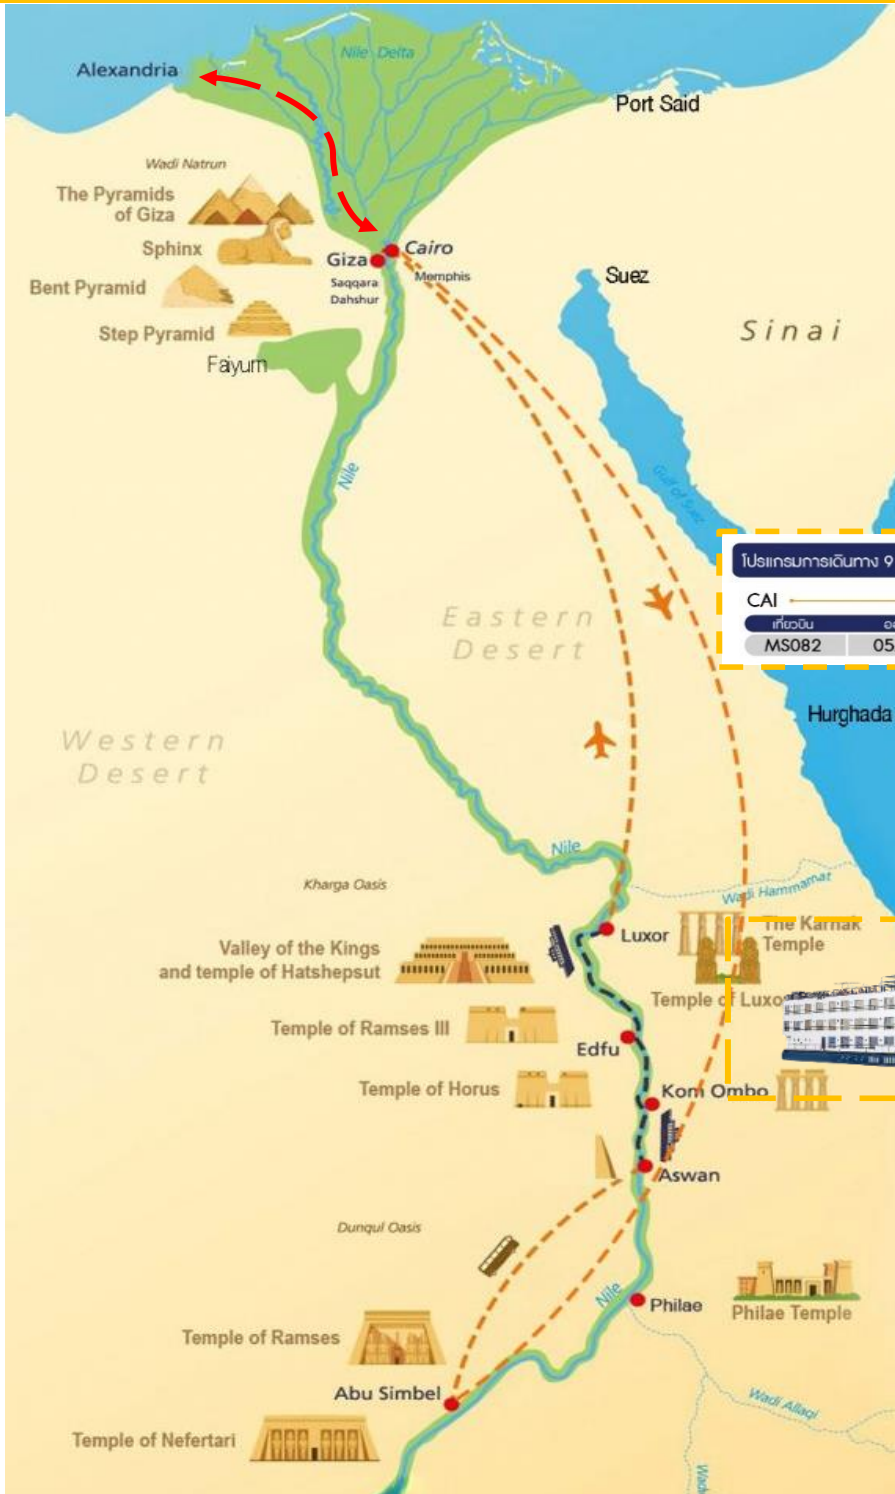 Nile Delta
Alexandria
Port Said
Wadi Natrun
The Pyramids
of Giza
Sphinx
Cairo
Giza
Memphis
Saqqara
Dahshur
Bent Pyramid
Suez
Step Pyramid
Sinai
Faiyum
Nile
Gulf of Suez
โปรแกรมการเดินทาง 9
CAI
เที่ยวบิน
MS082
05
Eastern
Desert
Hurghada
Western
Desert
Nile
Kharga Oasis
Wadi Hammamat
Luxor
The Karnak
Temple
Valley of the Kings
and temple of Hatshepsut
Temple of Luxo
Temple of Ramses III
Edfu
Temple of Horus
Kom Ombo
Aswan
Dunqul Oasis
Nile
Philae
Philae Temple
Temple of Ramses
Abu Simbel
Wadi Allaqi
Temple of Nefertari
Wad